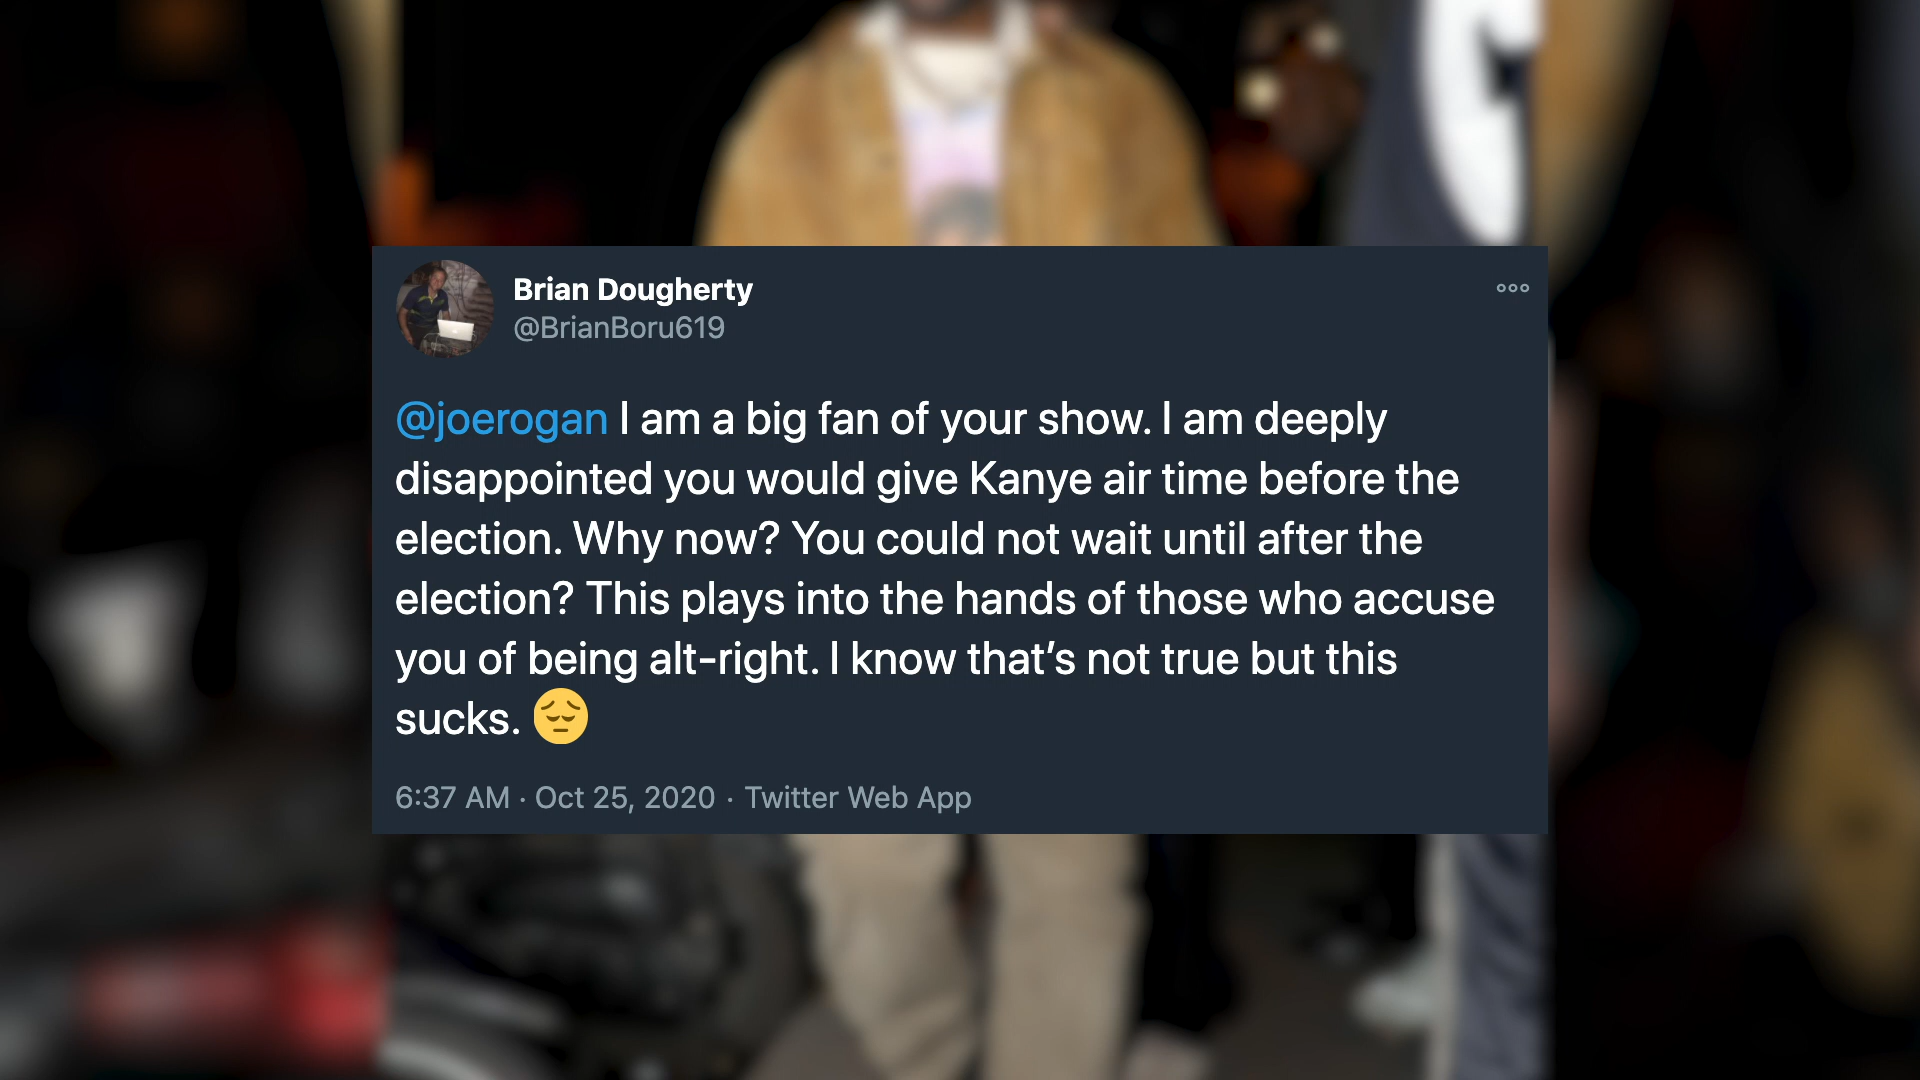 Brian Dougherty
@BrianBoru619
@joerogan I am a big fan of your show. I am deeply
disappointed you would give Kanye air time before the
election. Why now? You could not wait until after the
election? This plays into the hands of those who accuse
you of being alt-right. I know that’s not true but this
sucks. 😔
6:37 AM · Oct 25, 2020 · Twitter Web App